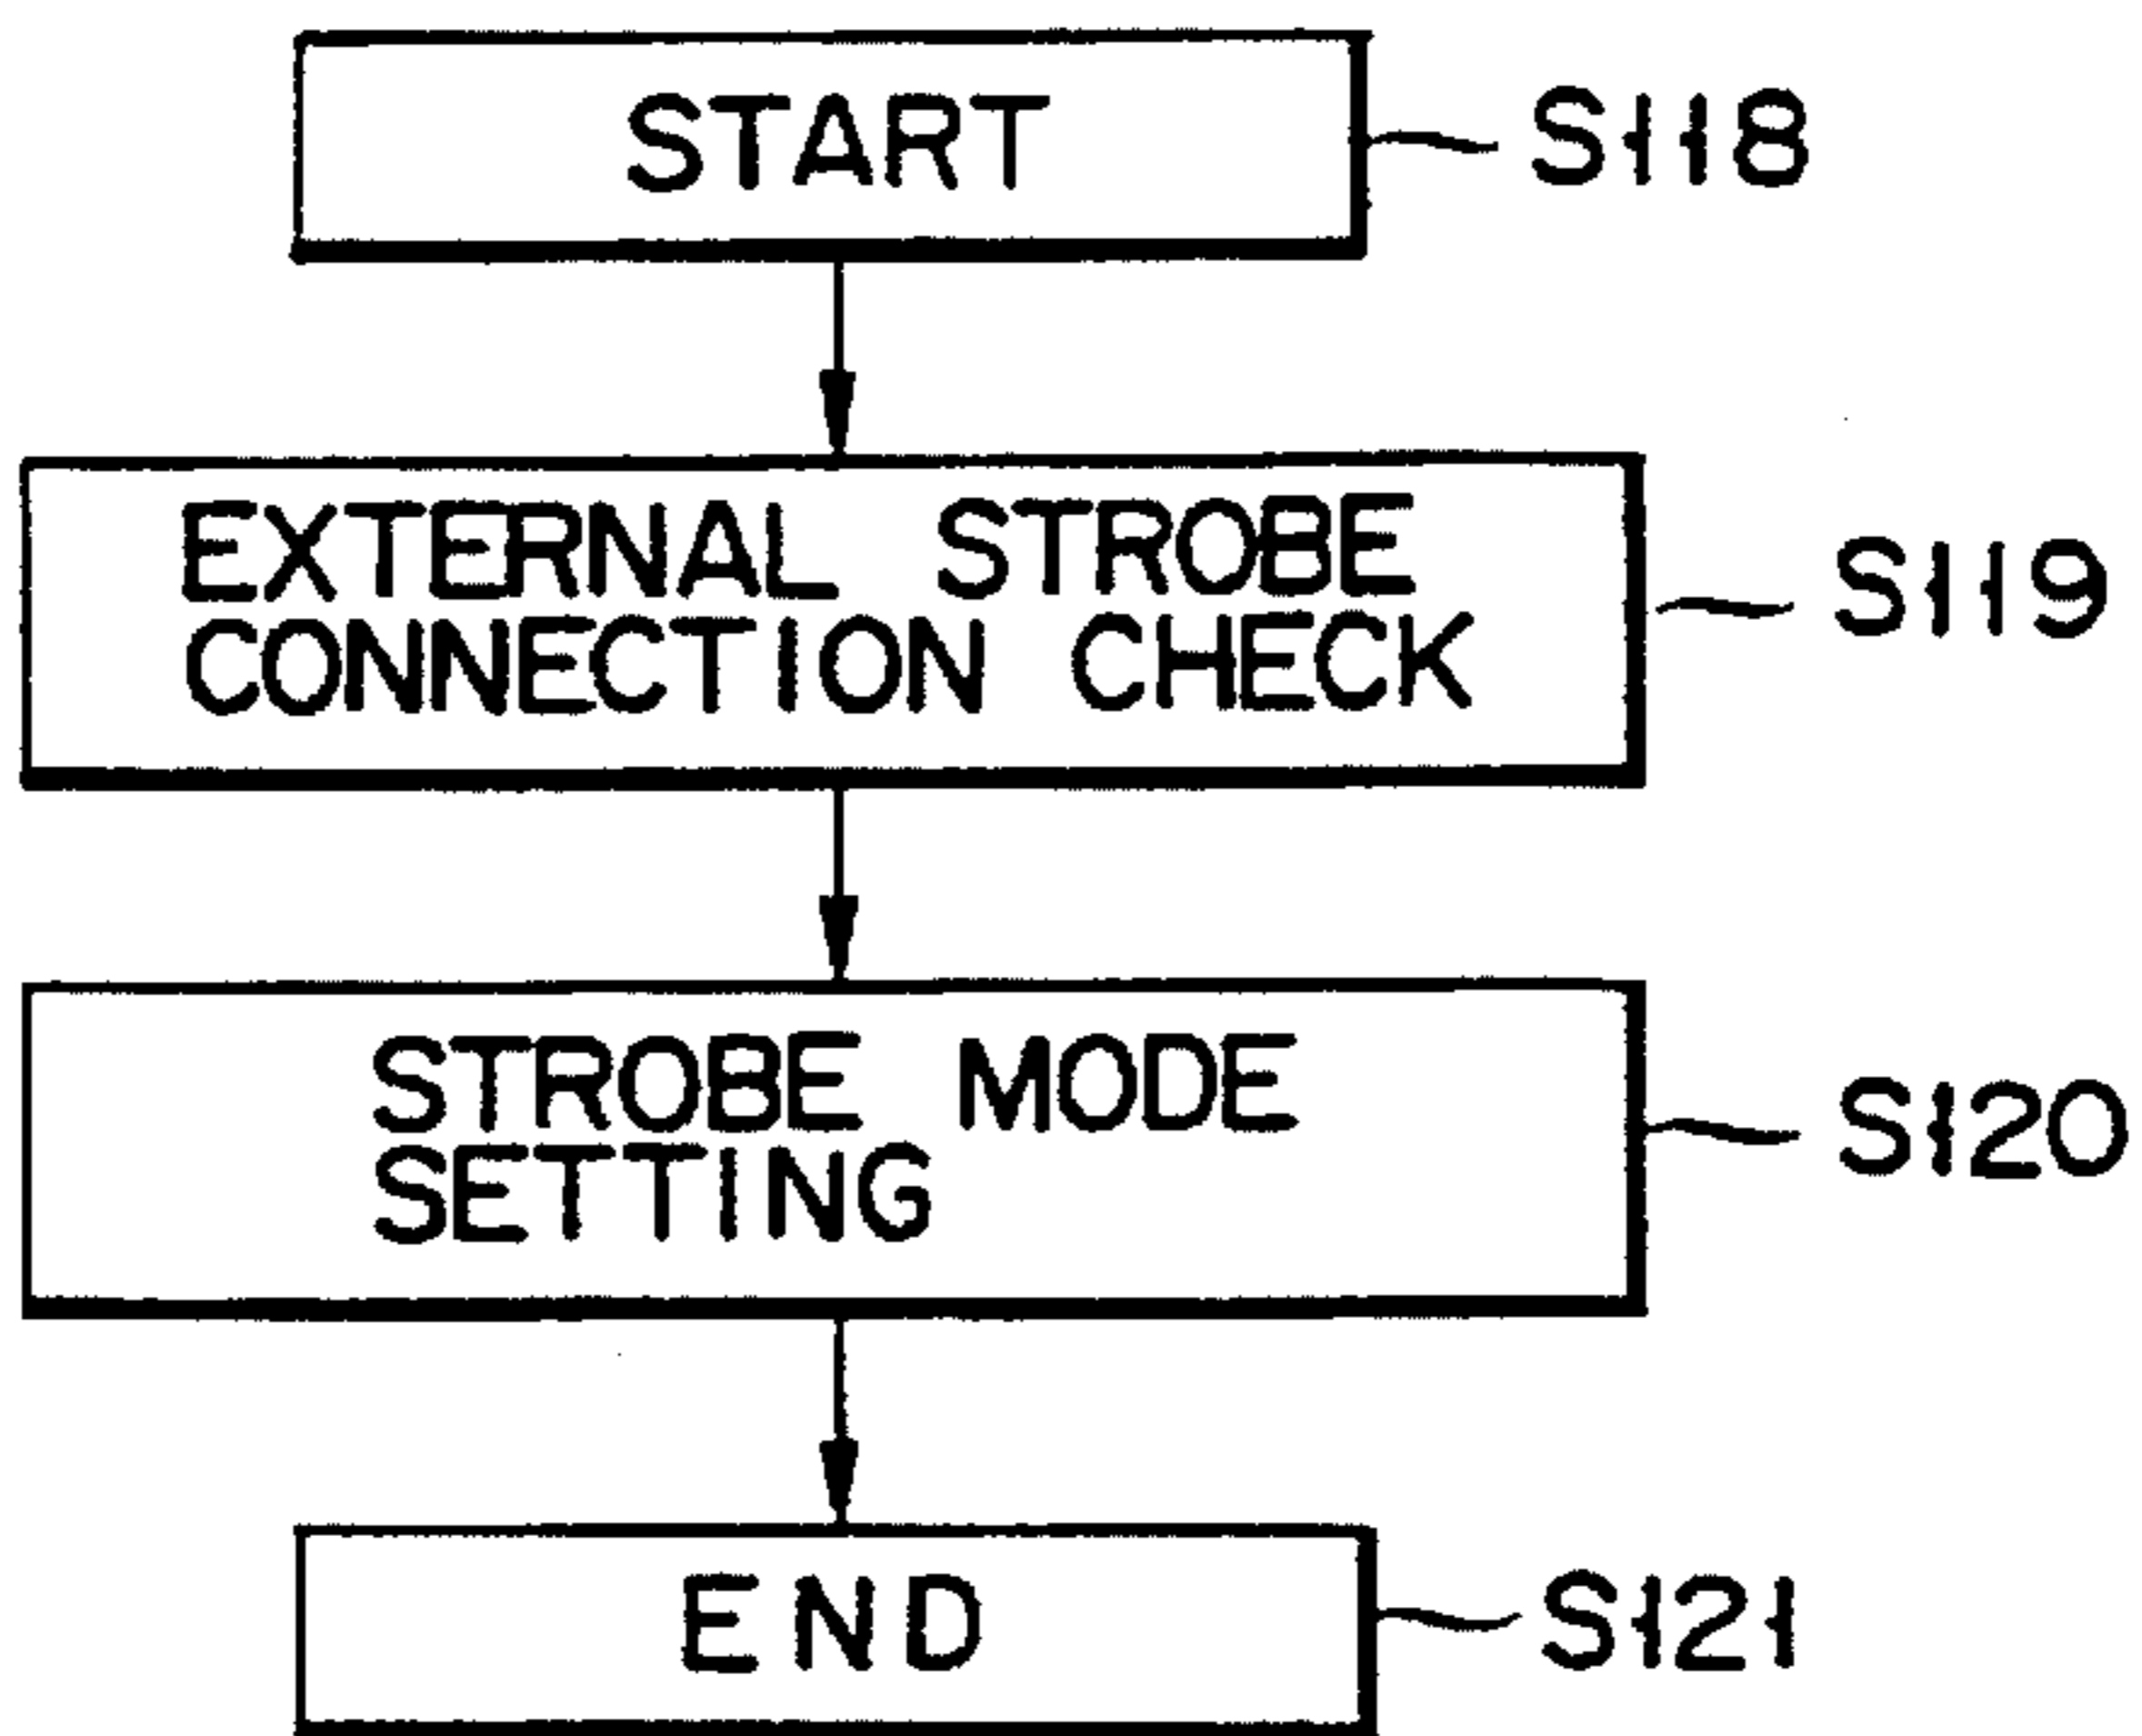 START
S118
EXTERNAL STROBE
CONNECTION CHECK
S119
STROBE MODE
SETTING
S120
END
S121